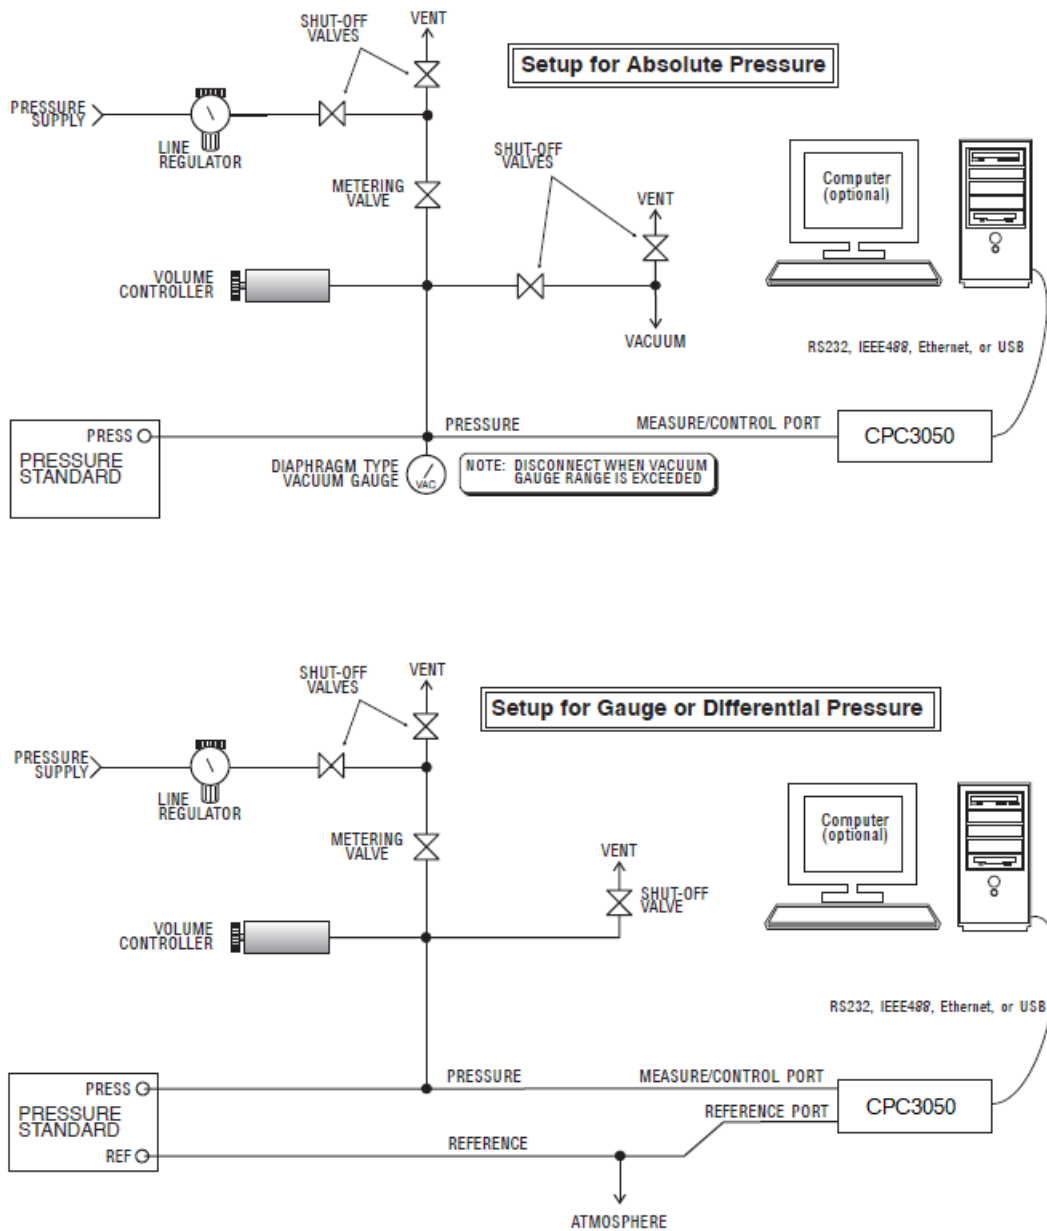 SHUT-OFF
VALVES
VENT
Setup for Absolute Pressure
PRESSURE
SUPPLY
LINE
REGULATOR
SHUT-OFF
VALVES
METERING
VALVE
VENT
Computer
(optional)
VOLUME
CONTROLLER
VACUUM
RS232, IEEE488, Ethernet, or USB
PRESS
PRESSURE
STANDARD
PRESSURE
MEASURE/CONTROL PORT
CPC3050
DIAPHRAGM TYPE
VACUUM GAUGE
VAC
NOTE: DISCONNECT WHEN VACUUM
GAUGE RANGE IS EXCEEDED
SHUT-OFF
VALVES
VENT
Setup for Gauge or Differential Pressure
PRESSURE
SUPPLY
LINE
REGULATOR
METERING
VALVE
VENT
SHUT-OFF
VALVE
Computer
(optional)
VOLUME
CONTROLLER
RS232, IEEE488, Ethernet, or USB
PRESS
PRESSURE
STANDARD
REF
PRESSURE
MEASURE/CONTROL PORT
REFERENCE PORT
CPC3050
REFERENCE
ATMOSPHERE